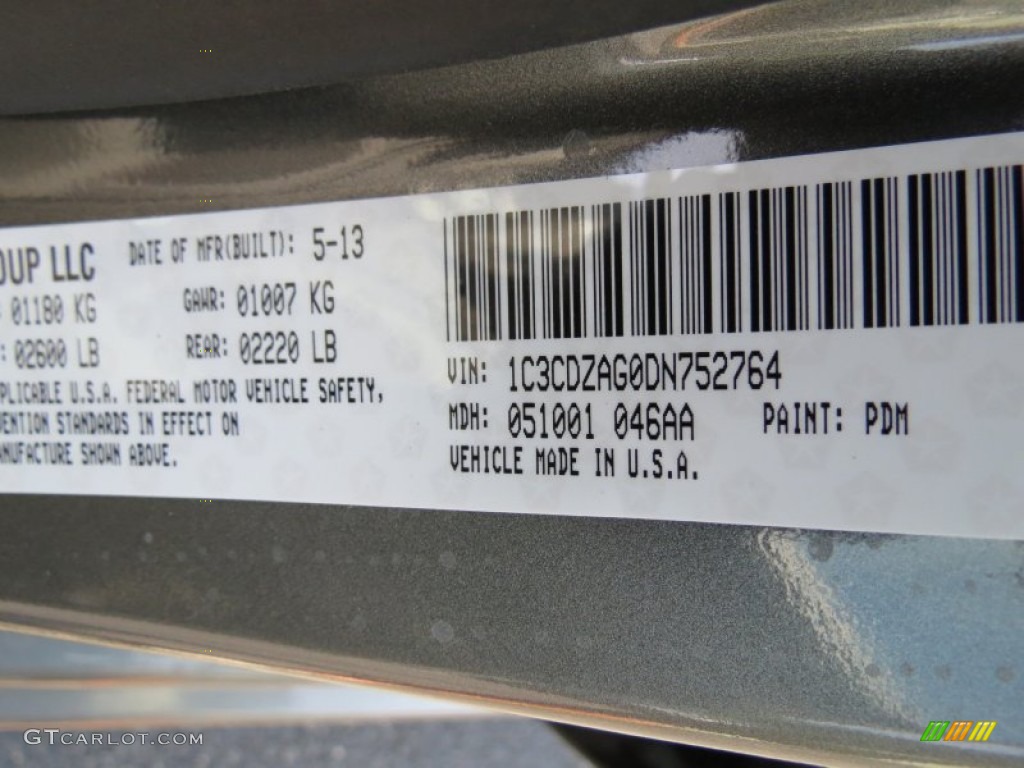 OUP LLC DATE OF MFR(BUILT): 5-13
01180 KG GAWR: 01007 KG
: 02600 LB REAR: 02220 LB
PLICABLE U.S.A. FEDERAL MOTOR VEHICLE SAFETY,
VENTION STANDARDS IN EFFECT ON
ANUFACTURE SHOWN ABOVE.
VIN: 1C3CDZAG0DN752764
MDH: 051001 046AA PAINT: PDM
VEHICLE MADE IN U.S.A.
GTCARLOT.COM